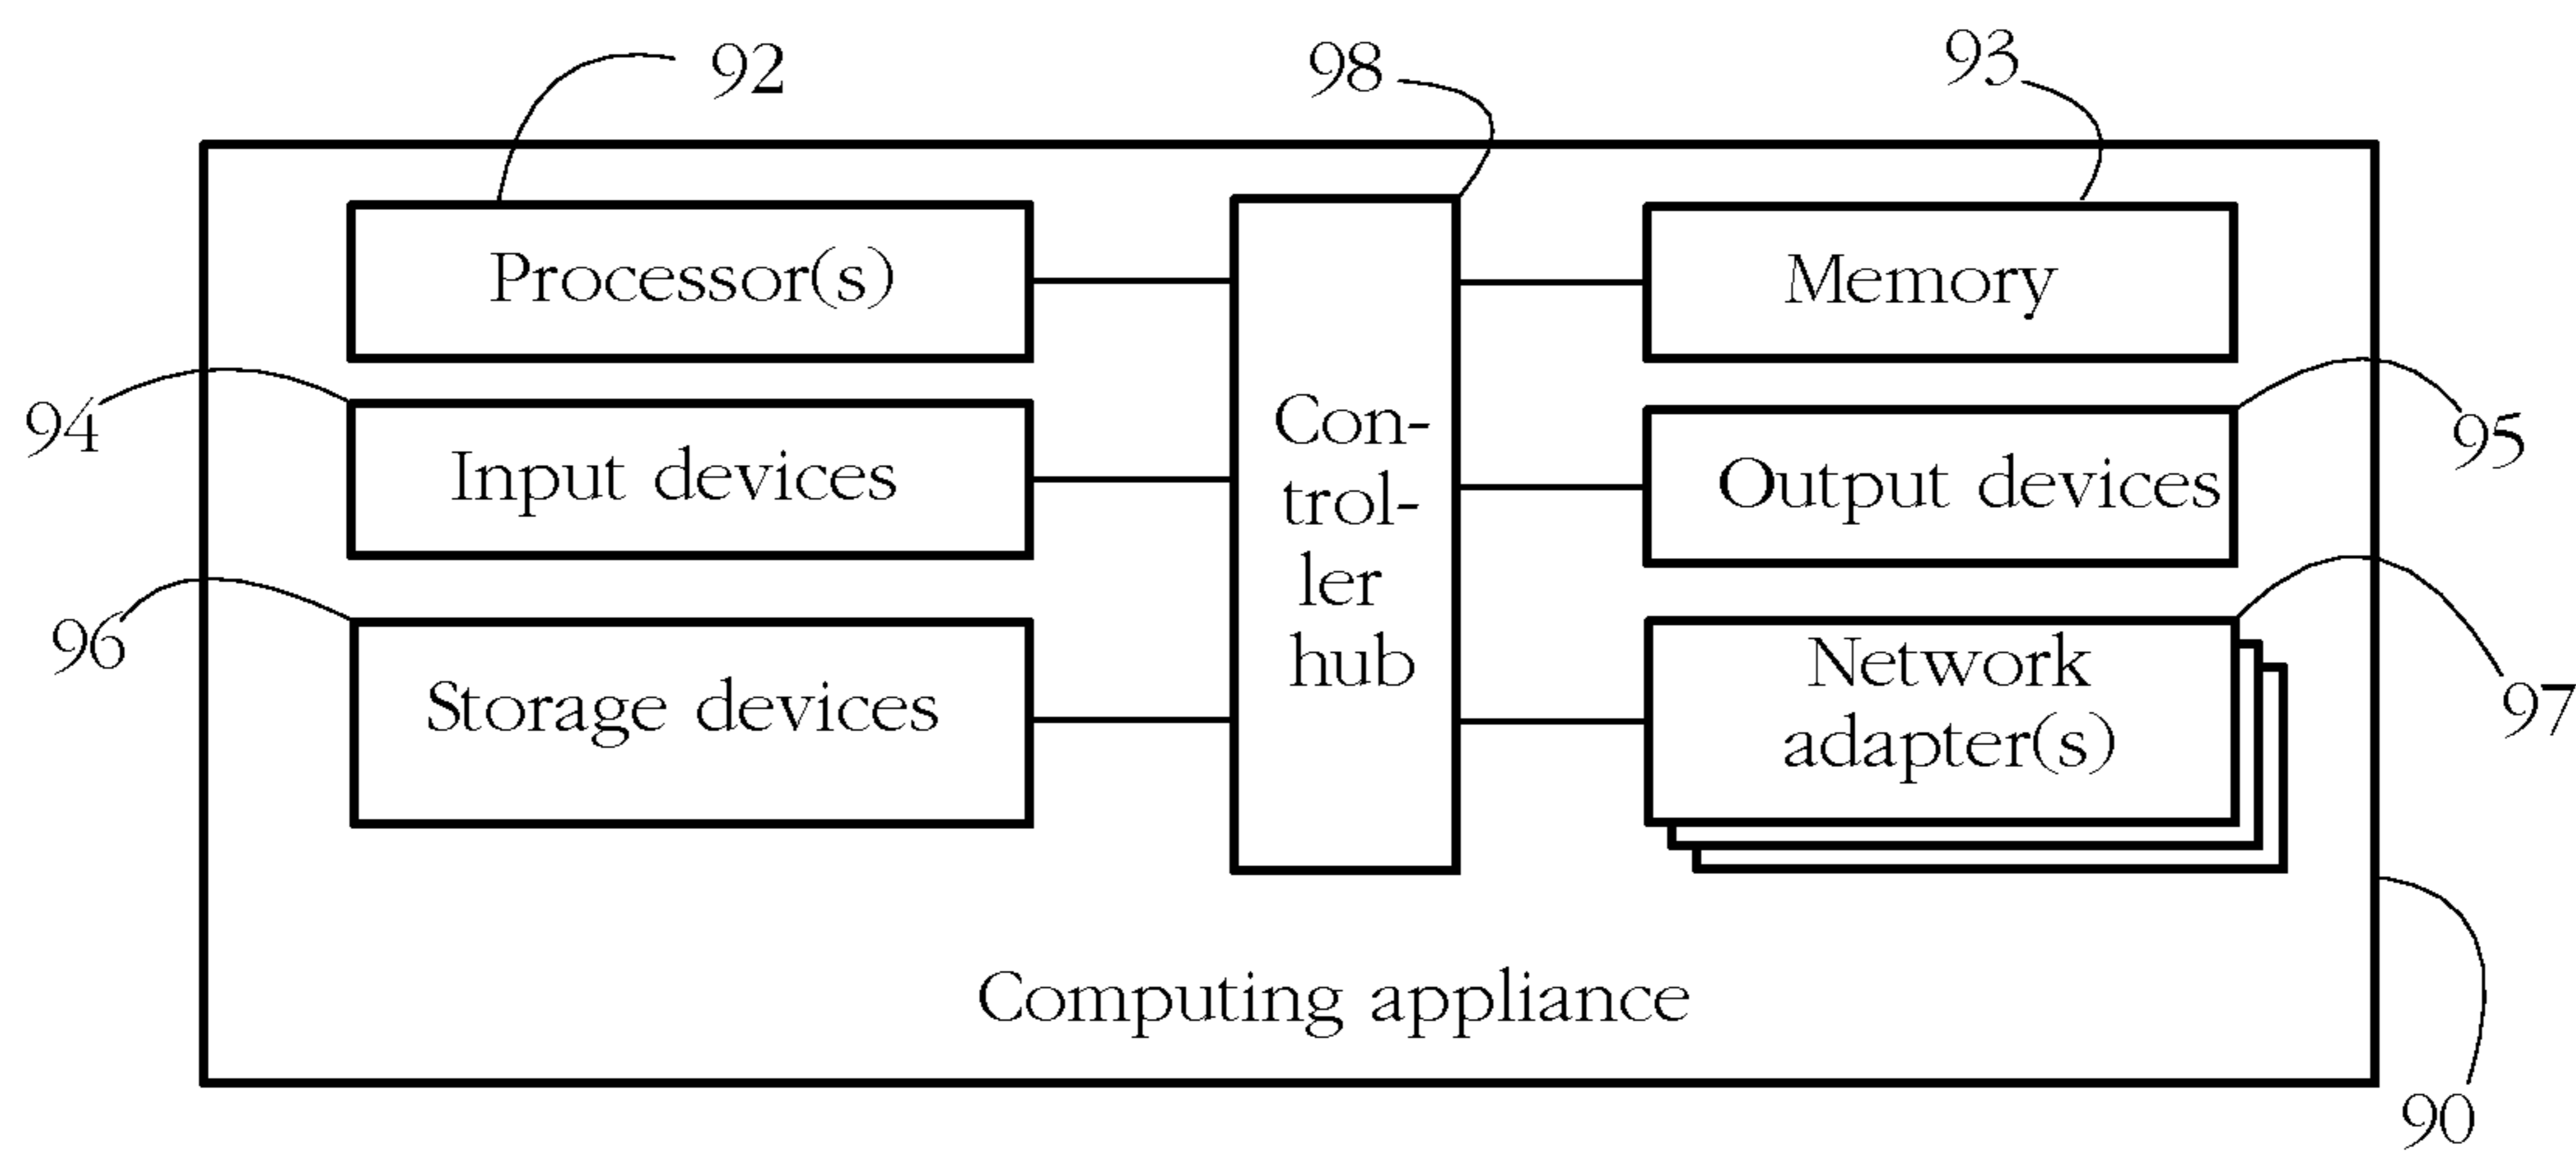 92
98
93
Processor(s)
Memory
94
Input devices
Con-
trol-
ler
hub
Output devices
95
96
Storage devices
Network
adapter(s)
97
Computing appliance
90